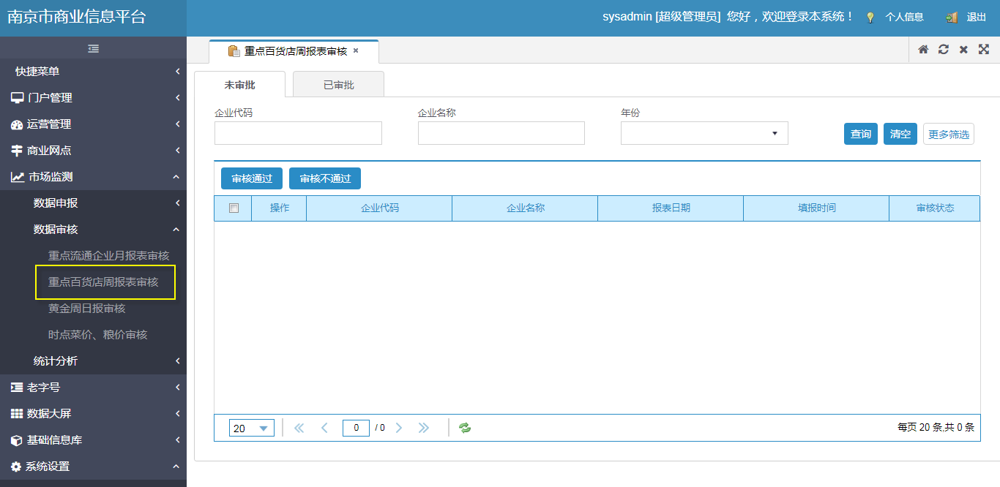 南京市商业信息平台
sysadmin [超级管理员] 您好，欢迎登录本系统！ 个人信息 退出
快捷菜单
门户管理
运营管理
商业网点
市场监测
数据申报
数据审核
重点流通企业月报表审核
重点百货店周报表审核
黄金周日报审核
时点菜价、粮价审核
统计分析
老字号
数据大屏
基础信息库
系统设置
重点百货店周报表审核
未审批 已审批
企业代码 企业名称 年份
查询 清空 更多筛选
审核通过 审核不通过
操作 企业代码 企业名称 报表日期 填报时间 审核状态
20 0 / 0 每页 20 条,共 0 条